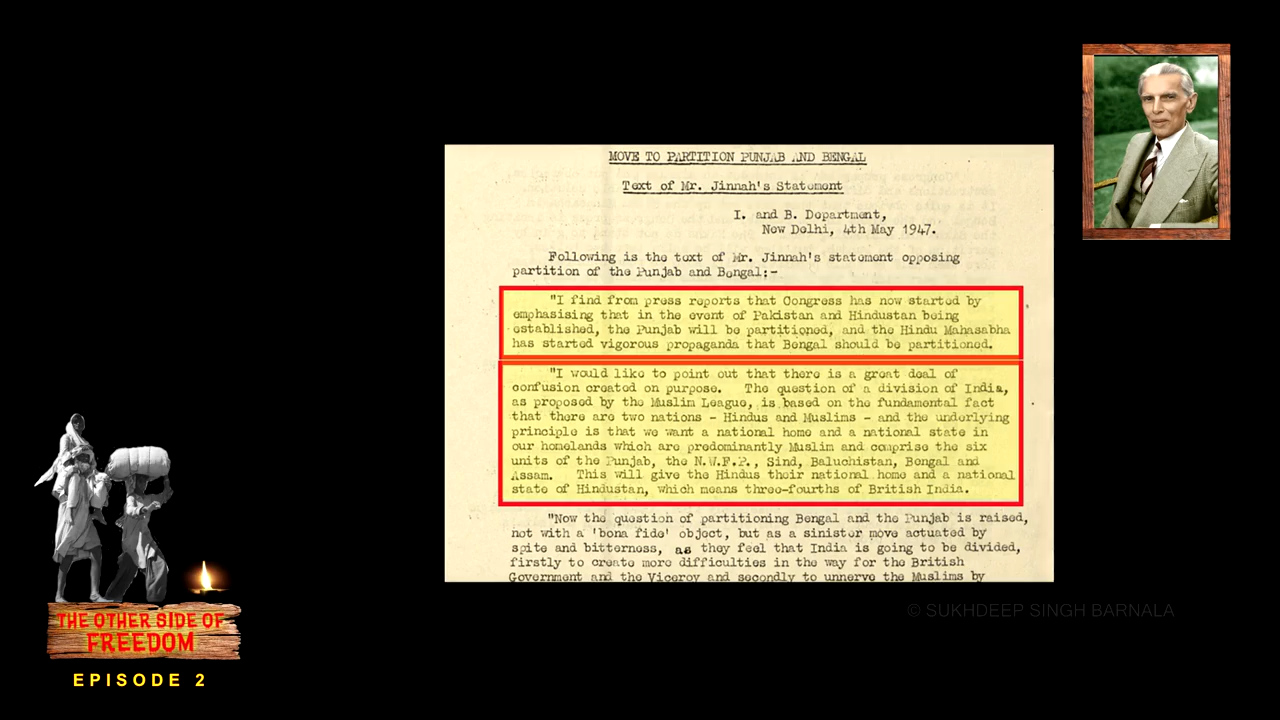 MOVE TO PARTITION PUNJAB AND BENGAL
Text of Mr. Jinnah's Statement
I. and B. Department,
New Delhi, 4th May 1947.
Following is the text of Mr. Jinnah's statement opposing
partition of the Punjab and Bengal:-
"I find from press reports that Congress has now started by
emphasising that in the event of Pakistan and Hindustan being
established, the Punjab will be partitioned, and the Hindu Mahasabha
has started vigorous propaganda that Bengal should be partitioned.
"I would like to point out that there is a great deal of
confusion created on purpose. The question of a division of India,
as proposed by the Muslim League, is based on the fundamental fact
that there are two nations - Hindus and Muslims - and the underlying
principle is that we want a national home and a national state in
our homelands which are predominantly Muslim and comprise the six
units of the Punjab, the N.W.F.P., Sind, Baluchistan, Bengal and
Assam. This will give the Hindus their national home and a national
state of Hindustan, which means three-fourths of British India.
"Now the question of partitioning Bengal and the Punjab is raised,
not with a 'bona fide' object, but as a sinister move actuated by
spite and bitterness, as they feel that India is going to be divided,
firstly to create more difficulties in the way for the British
Government and the Viceroy and secondly to unnerve the Muslims by
© SUKHDEEP SINGH BARNALA
THE OTHER SIDE OF
FREEDOM
EPISODE 2